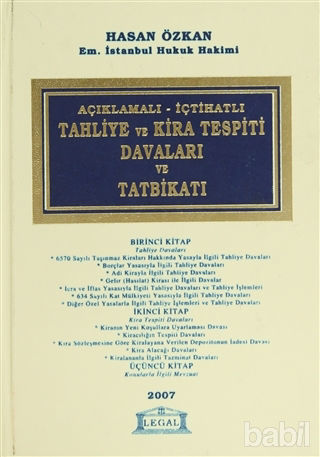 HASAN ÖZKAN
Em. İstanbul Hukuk Hakimi
AÇIKLAMALI - İÇTİHATLI
TAHLİYE VE KİRA TESPİTİ
DAVALARI
VE
TATBİKATI
BİRİNCİ KİTAP
Tahliye Davaları
* 6570 Sayılı Taşınmaz Kiraları Hakkında Yasayla İlgili Tahliye Davaları
* Borçlar Yasasıyla İlgili Tahliye Davaları
* Adi Kirayla İlgili Tahliye Davaları
* Gelir (Hasılat) Kirası ile İlgili Davalar
* İcra ve İflas Yasasıyla İlgili Tahliye Davaları ve Tahliye İşlemleri
* 634 Sayılı Kat Mülkiyeti Yasasıyla İlgili Tahliye Davaları
* Diğer Özel Yasalarla İlgili Tahliye İşlemleri ve Tahliye Davaları
İKİNCİ KİTAP
Kira Tespiti Davaları
* Kiranın Yeni Koşullara Uyarlaması Davası
* Kiracılığın Tespiti Davaları
* Kira Sözleşmesine Göre Kiralayana Verilen Depozitonun İadesi Davası
* Kira Alacağı Davaları
* Kiralananla İlgili Tazminat Davaları
ÜÇÜNCÜ KİTAP
Konularla İlgili Mevzuat
2007
LEGAL
babil